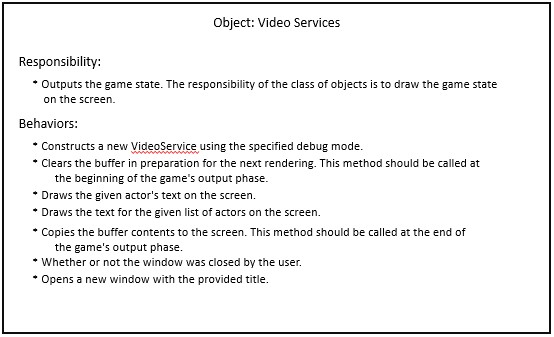 Object: Video Services
Responsibility:
* Outputs the game state. The responsibility of the class of objects is to draw the game state
on the screen.
Behaviors:
* Constructs a new VideoService using the specified debug mode.
* Clears the buffer in preparation for the next rendering. This method should be called at
the beginning of the game's output phase.
* Draws the given actor's text on the screen.
* Draws the text for the given list of actors on the screen.
* Copies the buffer contents to the screen. This method should be called at the end of
the game's output phase.
* Whether or not the window was closed by the user.
* Opens a new window with the provided title.